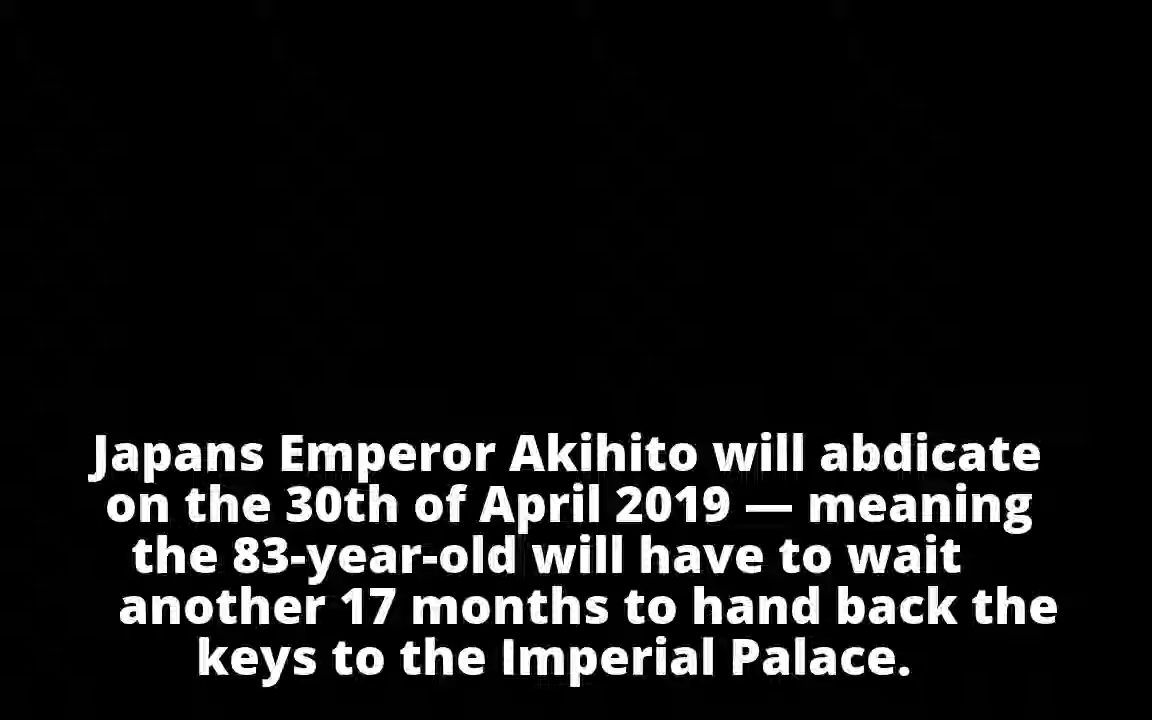 Japans Emperor Akihito will abdicate
on the 30th of April 2019 — meaning
the 83-year-old will have to wait
another 17 months to hand back the
keys to the Imperial Palace.